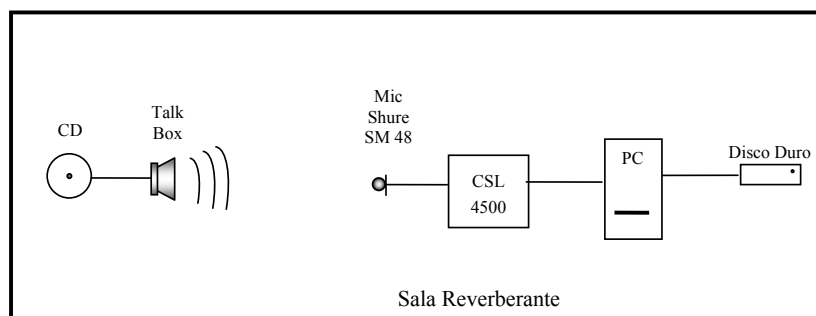 CD
Talk
Box
Mic
Shure
SM 48
CSL
4500
PC
Disco Duro
Sala Reverberante